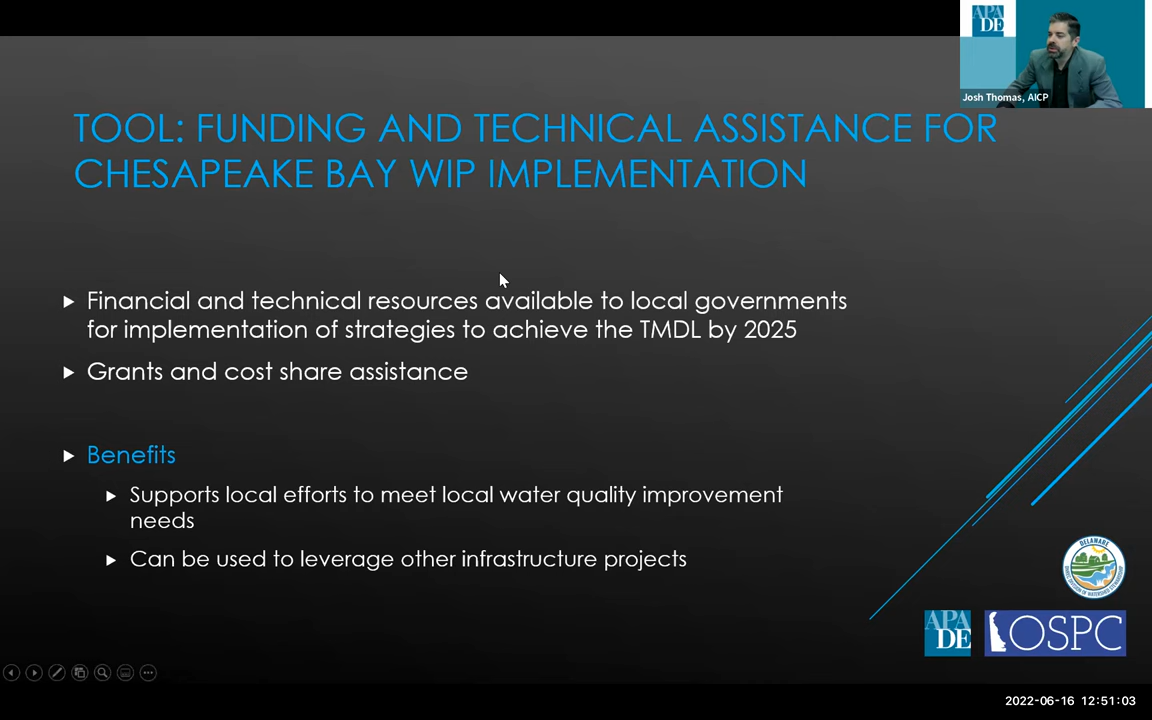 APA
DE
Josh Thomas, AICP
TOOL: FUNDING AND TECHNICAL ASSISTANCE FOR
CHESAPEAKE BAY WIP IMPLEMENTATION
Financial and technical resources available to local governments
for implementation of strategies to achieve the TMDL by 2025
Grants and cost share assistance
Benefits
Supports local efforts to meet local water quality improvement
needs
Can be used to leverage other infrastructure projects
DELAWARE
APA
DE
OSPC
2022-06-16 12:51:03